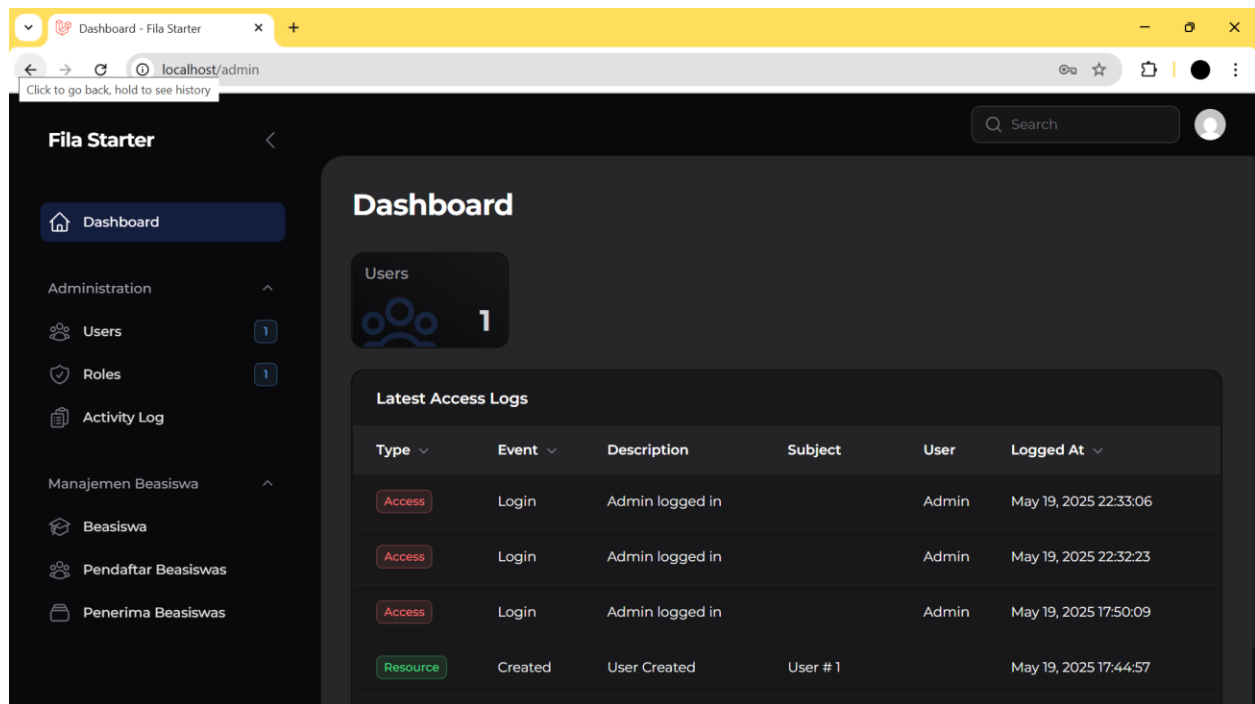 Dashboard - Fila Starter
localhost/admin
Click to go back, hold to see history
Fila Starter
Search
Dashboard
Administration
Users 1
Roles 1
Activity Log
Manajemen Beasiswa
Beasiswa
Pendaftar Beasiswas
Penerima Beasiswas
Dashboard
Users
1
Latest Access Logs
Type Event Description Subject User Logged At
Access Login Admin logged in Admin May 19, 2025 22:33:06
Access Login Admin logged in Admin May 19, 2025 22:32:23
Access Login Admin logged in Admin May 19, 2025 17:50:09
Resource Created User Created User # 1 May 19, 2025 17:44:57